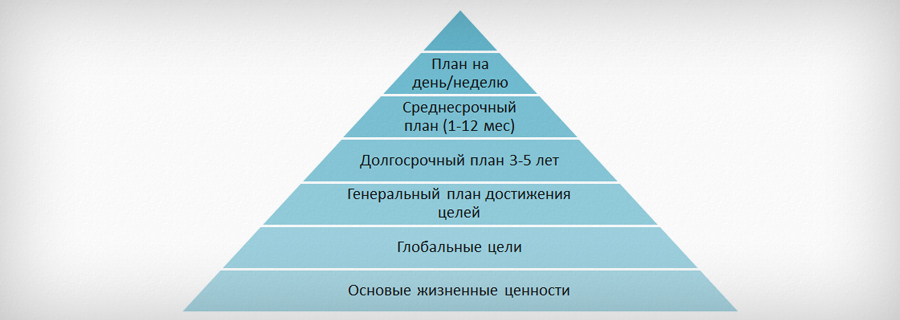 План на
день/неделю
Среднесрочный
план (1-12 мес)
Долгосрочный план 3-5 лет
Генеральный план достижения
целей
Глобальные цели
Основые жизненные ценности